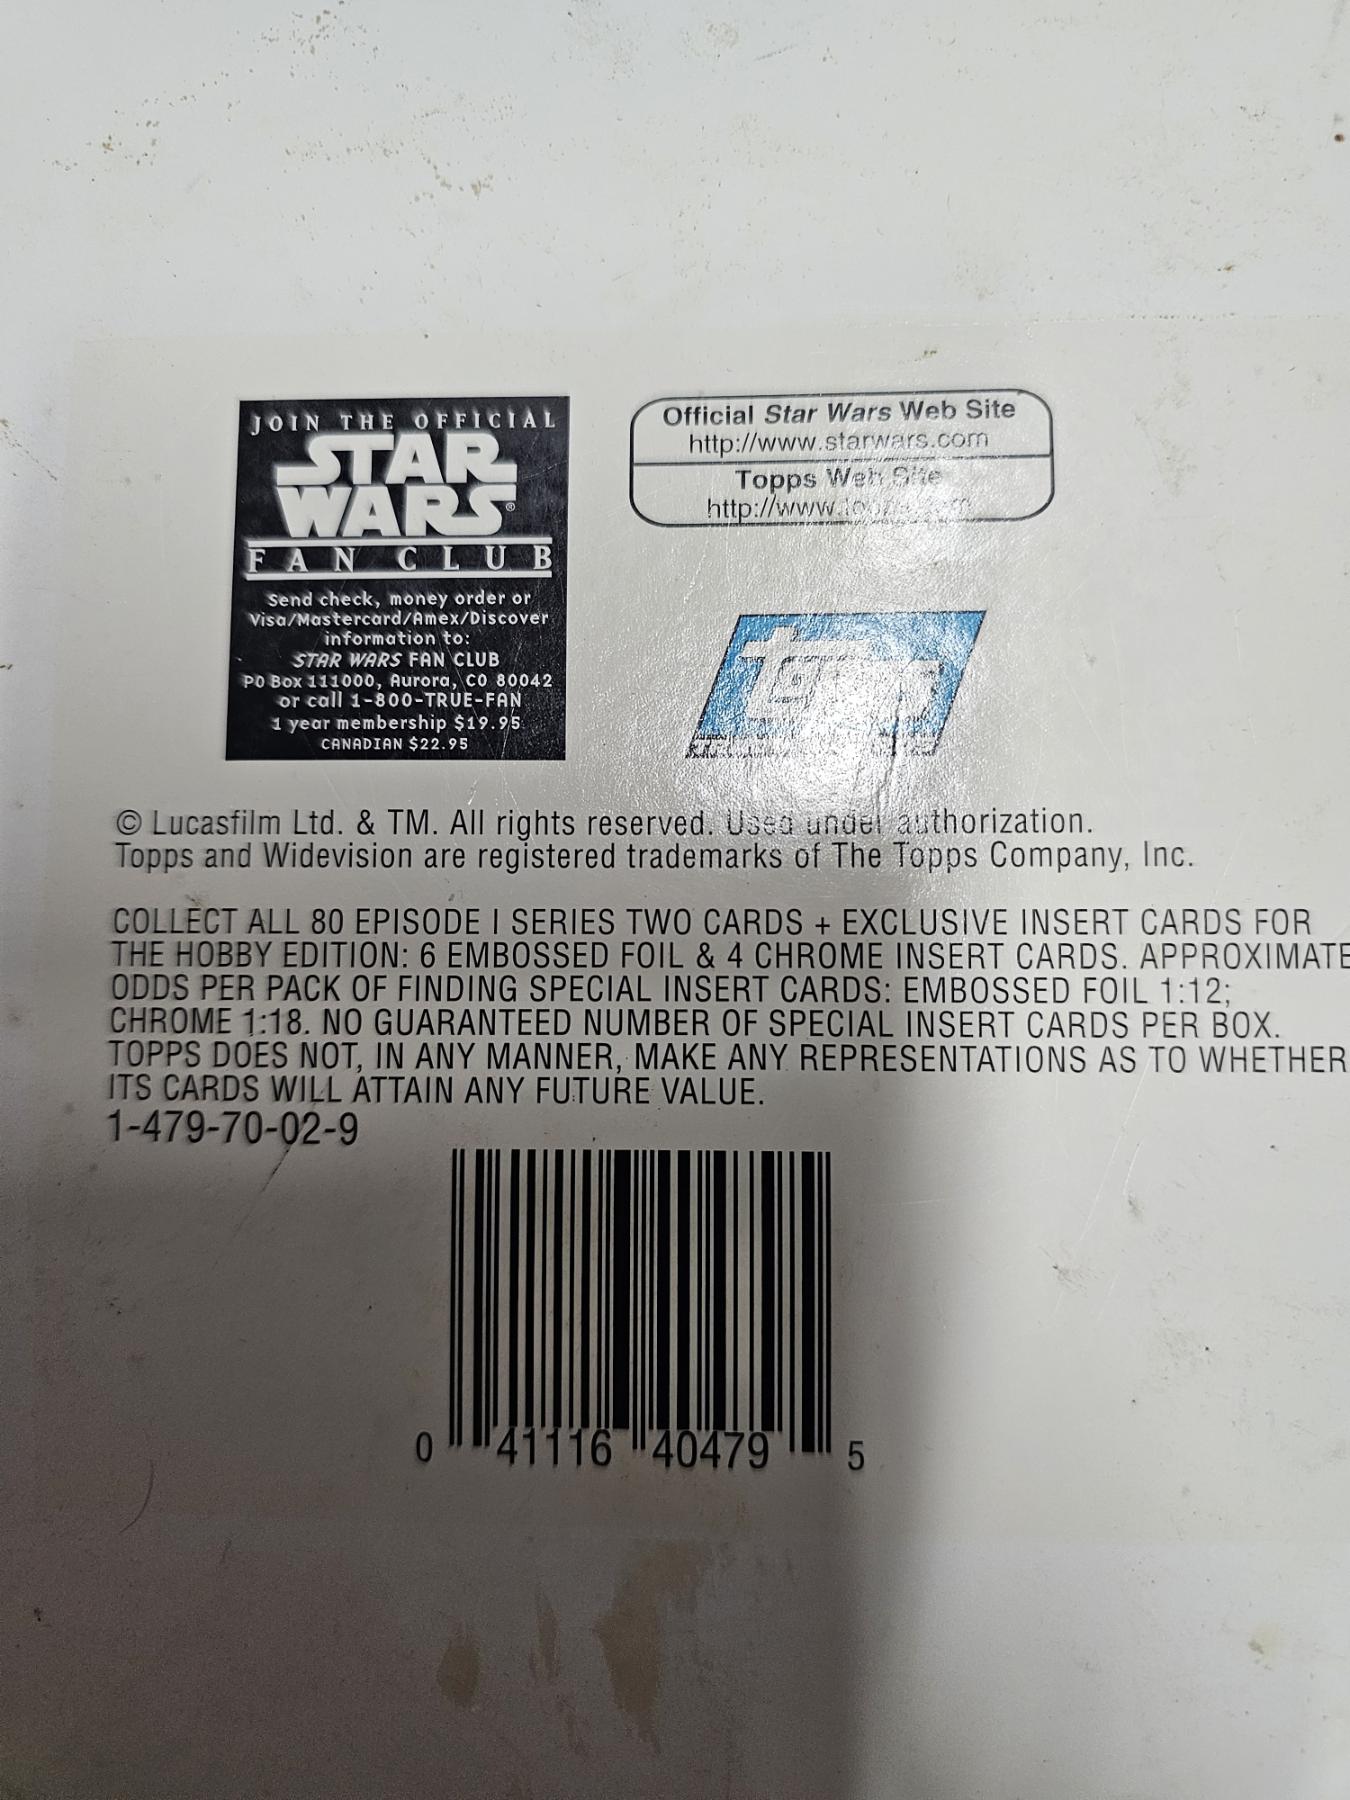 JOIN THE OFFICIAL
STAR
WARS®
FAN CLUB
Send check, money order or
Visa/Mastercard/Amex/Discover
information to:
STAR WARS FAN CLUB
PO Box 111000, Aurora, CO 80042
or call 1-800-TRUE-FAN
1 year membership $19.95
CANADIAN $22.95
Official Star Wars Web Site
http://www.starwars.com
Topps Web Site
http://www.topps.com
topps
© Lucasfilm Ltd. & TM. All rights reserved. Used under authorization.
Topps and Widevision are registered trademarks of The Topps Company, Inc.
COLLECT ALL 80 EPISODE I SERIES TWO CARDS + EXCLUSIVE INSERT CARDS FOR
THE HOBBY EDITION: 6 EMBOSSED FOIL & 4 CHROME INSERT CARDS. APPROXIMATE
ODDS PER PACK OF FINDING SPECIAL INSERT CARDS: EMBOSSED FOIL 1:12;
CHROME 1:18. NO GUARANTEED NUMBER OF SPECIAL INSERT CARDS PER BOX.
TOPPS DOES NOT, IN ANY MANNER, MAKE ANY REPRESENTATIONS AS TO WHETHER
ITS CARDS WILL ATTAIN ANY FUTURE VALUE.
1-479-70-02-9
0 41116 40479 5